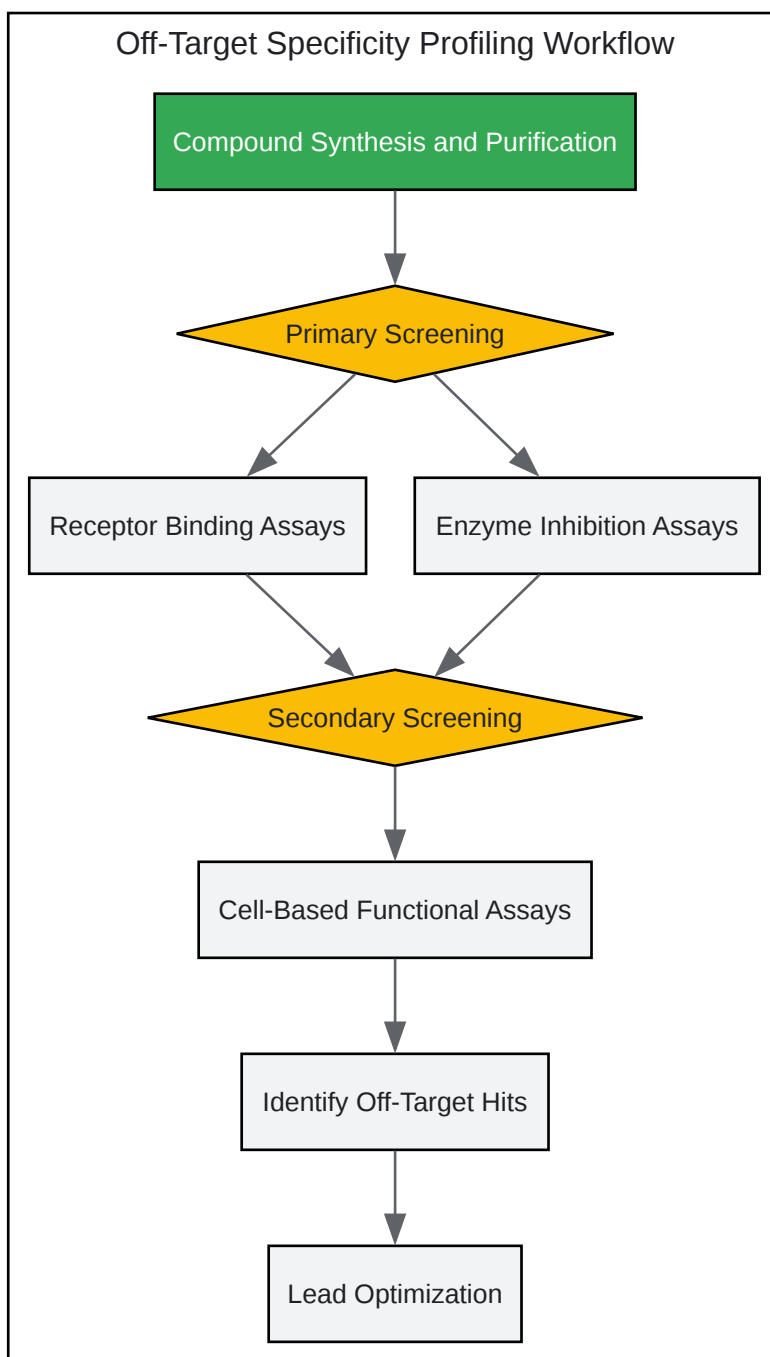 Off-Target Specificity Profiling Workflow
Compound Synthesis and Purification
Primary Screening
Receptor Binding Assays
Enzyme Inhibition Assays
Secondary Screening
Cell-Based Functional Assays
Identify Off-Target Hits
Lead Optimization